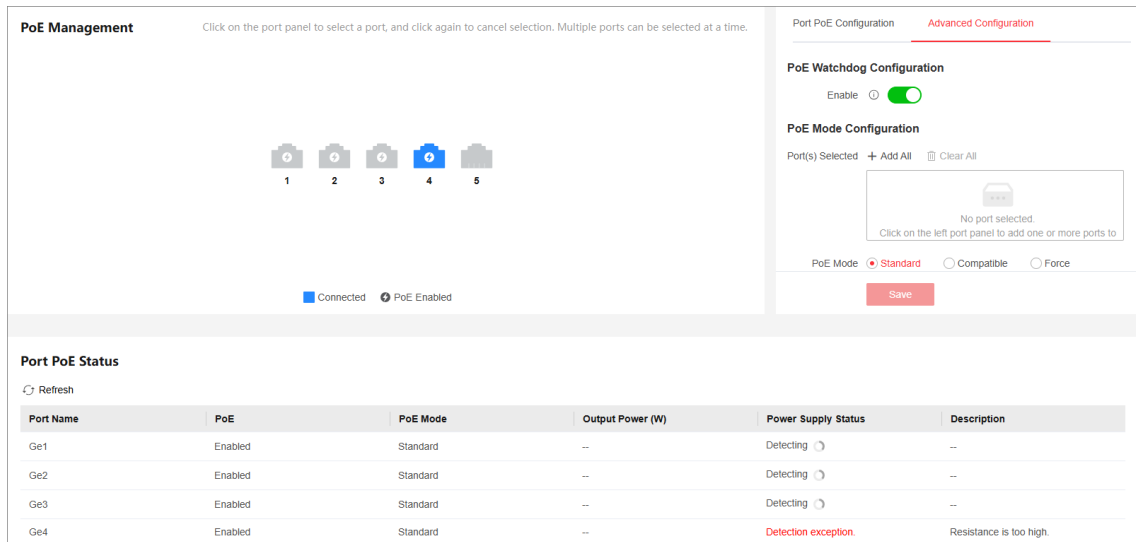 PoE Management
Click on the port panel to select a port, and click again to cancel selection. Multiple ports can be selected at a time.
1 2 3 4 5
Connected PoE Enabled
Port PoE Configuration Advanced Configuration
PoE Watchdog Configuration
Enable
PoE Mode Configuration
Port(s) Selected + Add All Clear All
No port selected.
Click on the left port panel to add one or more ports to
PoE Mode Standard Compatible Force
Save
Port PoE Status
Refresh
Port Name PoE PoE Mode Output Power (W) Power Supply Status Description
Ge1 Enabled Standard -- Detecting --
Ge2 Enabled Standard -- Detecting --
Ge3 Enabled Standard -- Detecting --
Ge4 Enabled Standard -- Detection exception. Resistance is too high.